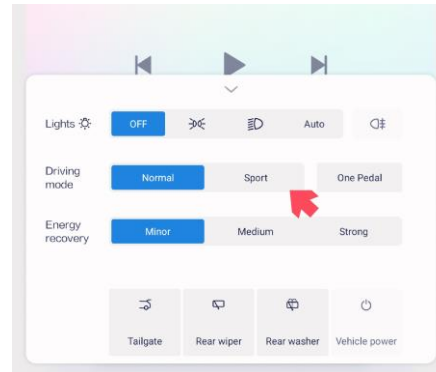 Lights
OFF
Auto
Driving
mode
Normal
Sport
One Pedal
Energy
recovery
Minor
Medium
Strong
Tailgate
Rear wiper
Rear washer
Vehicle power